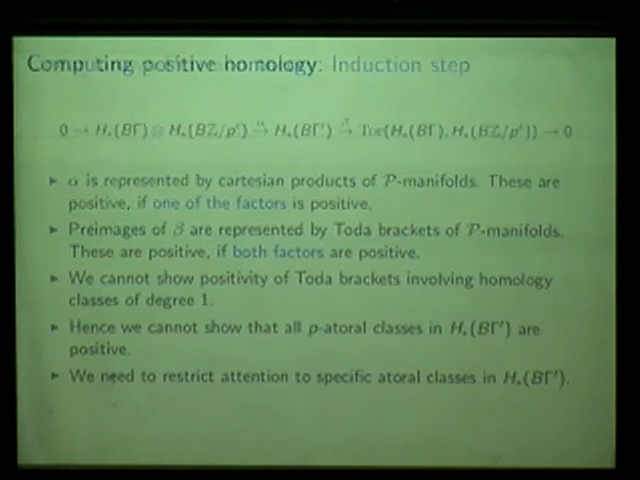 Computing positive homology: Induction step
0 → H₊(BΓ) ⊗ H₊(Bℤ/pᵉ) →^α H₊(BΓ′) →^β Tor(H₊(BΓ), H₊(Bℤ/pᵉ)) → 0
▸ α is represented by cartesian products of 𝒫-manifolds. These are
positive, if one of the factors is positive.
▸ Preimages of β are represented by Toda brackets of 𝒫-manifolds.
These are positive, if both factors are positive.
▸ We cannot show positivity of Toda brackets involving homology
classes of degree 1.
▸ Hence we cannot show that all p-atoral classes in H₊(BΓ′) are
positive.
▸ We need to restrict attention to specific atoral classes in H₊(BΓ′).